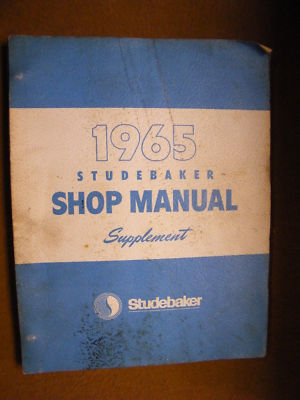 1965
STUDEBAKER
SHOP MANUAL
Supplement
Studebaker